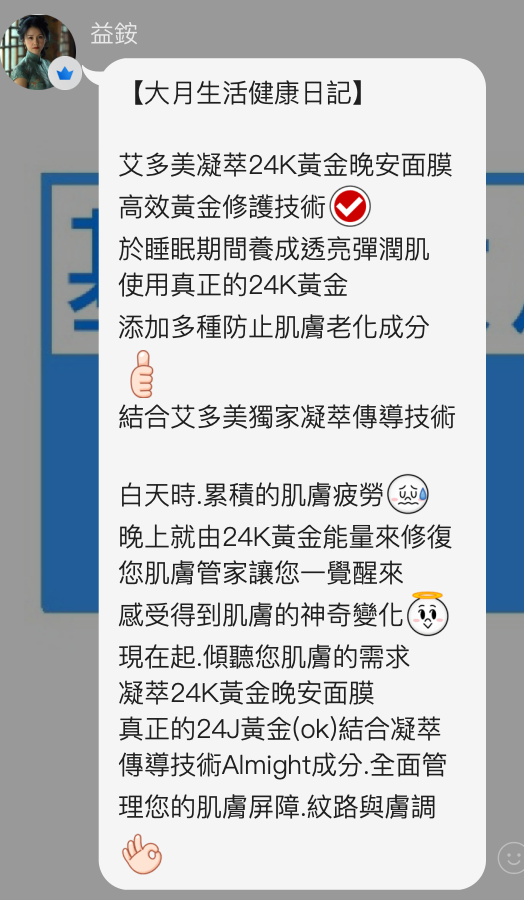 益銨
【大月生活健康日記】
艾多美凝萃24K黃金晚安面膜
高效黃金修護技術
於睡眠期間養成透亮彈潤肌
使用真正的24K黃金
添加多種防止肌膚老化成分
結合艾多美獨家凝萃傳導技術
白天時.累積的肌膚疲勞
晚上就由24K黃金能量來修復
您肌膚管家讓您一覺醒來
感受得到肌膚的神奇變化
現在起.傾聽您肌膚的需求
凝萃24K黃金晚安面膜
真正的24J黃金(ok)結合凝萃
傳導技術Almight成分.全面管
理您的肌膚屏障.紋路與膚調